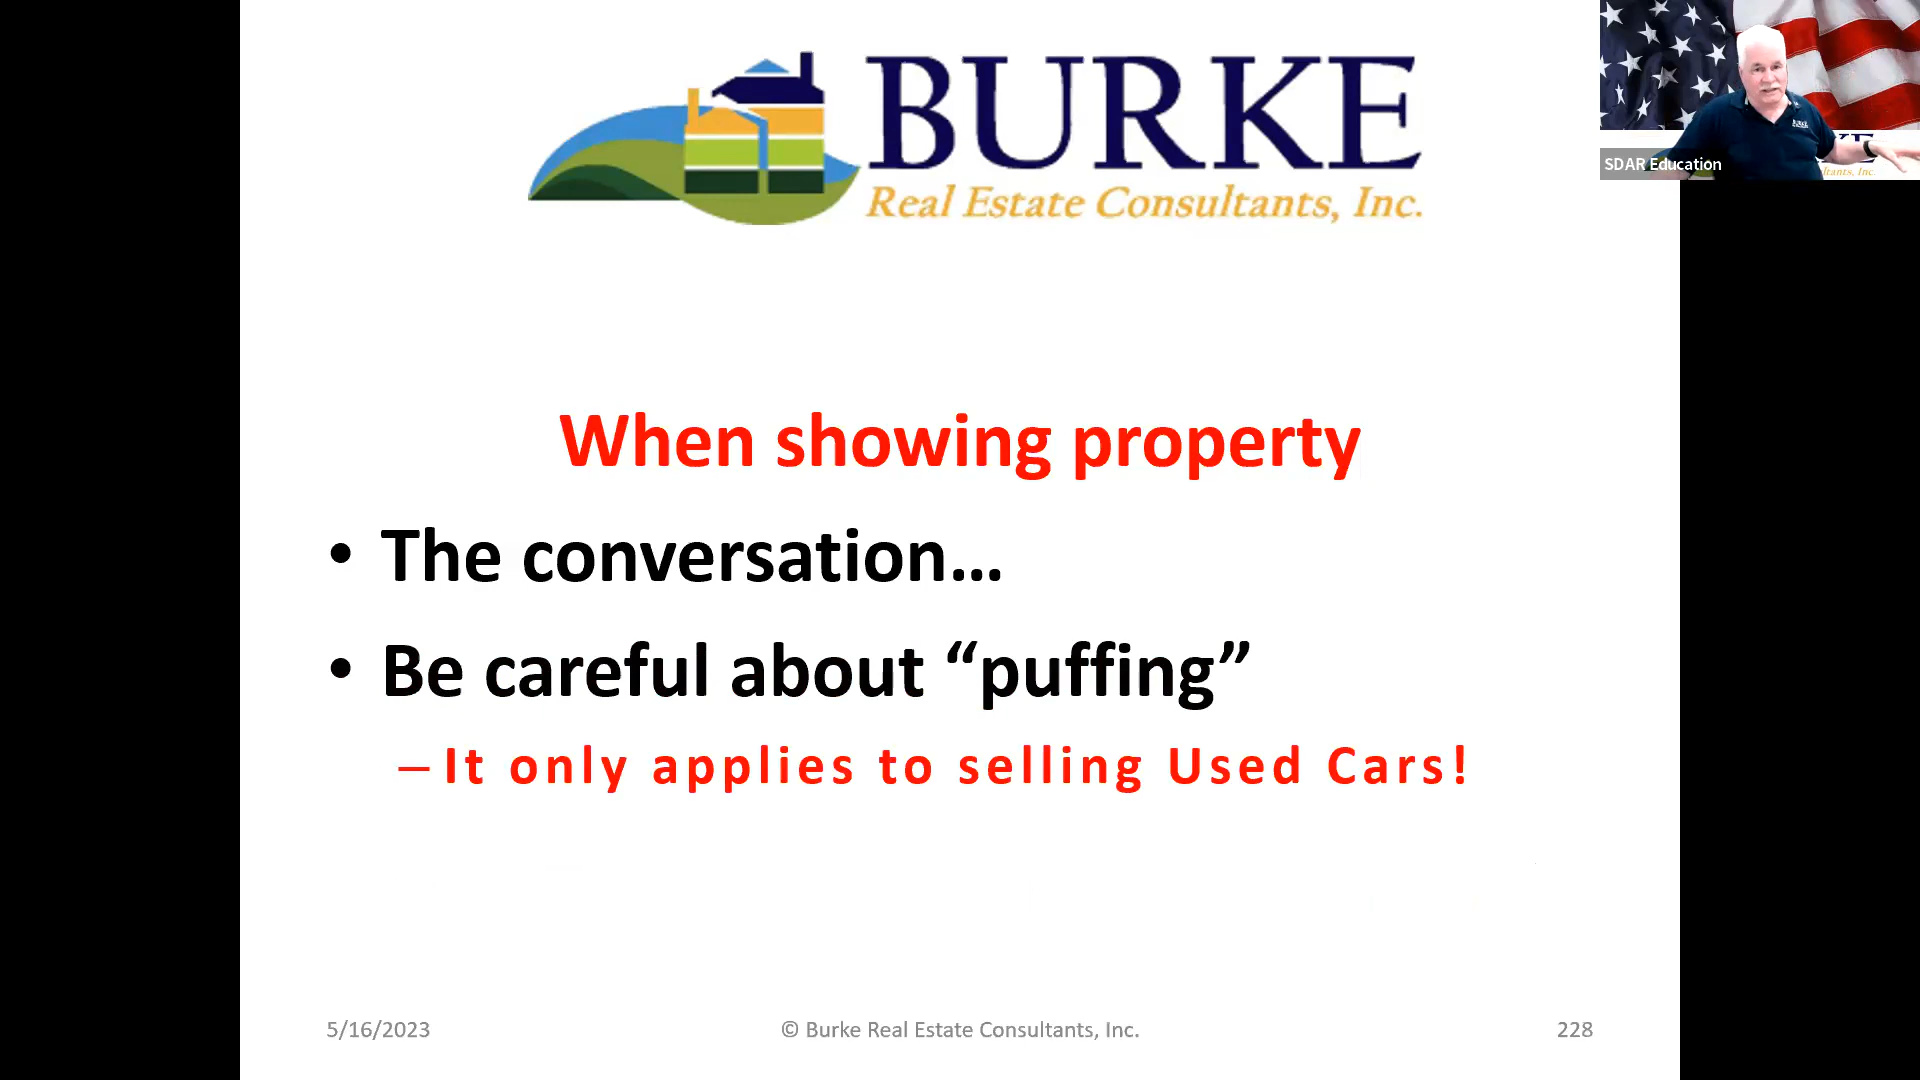 BURKE
Real Estate Consultants, Inc.
SDAR Education
When showing property
• The conversation...
• Be careful about “puffing”
– It only applies to selling Used Cars!
5/16/2023
© Burke Real Estate Consultants, Inc.
228